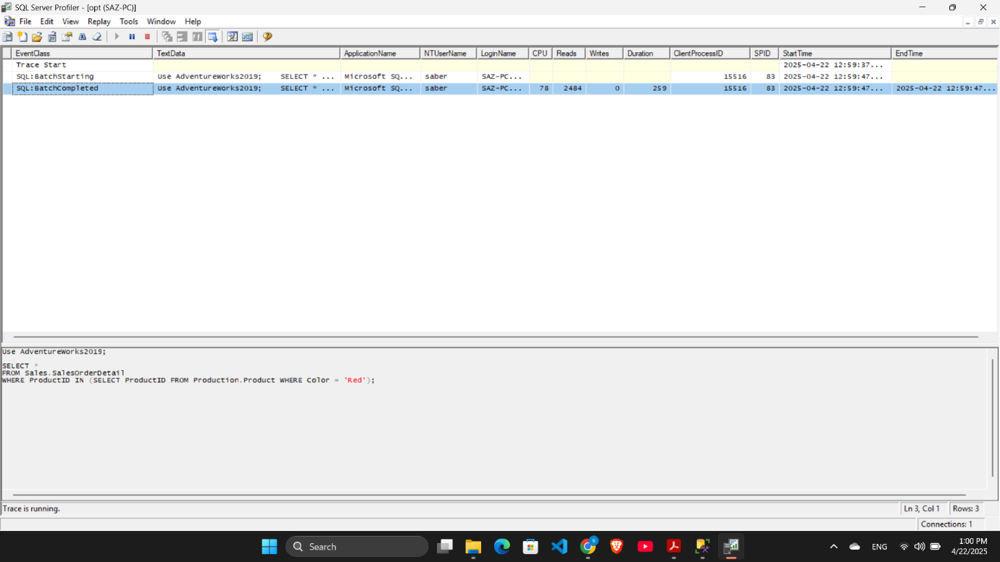 SQL Server Profiler - [opt (SAZ-PC)]
File Edit View Replay Tools Window Help
EventClass TextData ApplicationName NTUserName LoginName CPU Reads Writes Duration ClientProcessID SPID StartTime EndTime
Trace Start 2025-04-22 12:59:37...
SQL:BatchStarting Use AdventureWorks2019; SELECT * ... Microsoft SQ... saber SAZ-PC... 15516 83 2025-04-22 12:59:47...
SQL:BatchCompleted Use AdventureWorks2019; SELECT * ... Microsoft SQ... saber SAZ-PC... 78 2484 0 259 15516 83 2025-04-22 12:59:47... 2025-04-22 12:59:47...
Use AdventureWorks2019;
SELECT *
FROM Sales.SalesOrderDetail
WHERE ProductID IN (SELECT ProductID FROM Production.Product WHERE Color = 'Red');
Trace is running. Ln 3, Col 1 Rows: 3
Connections: 1
Search ENG 1:00 PM
4/22/2025